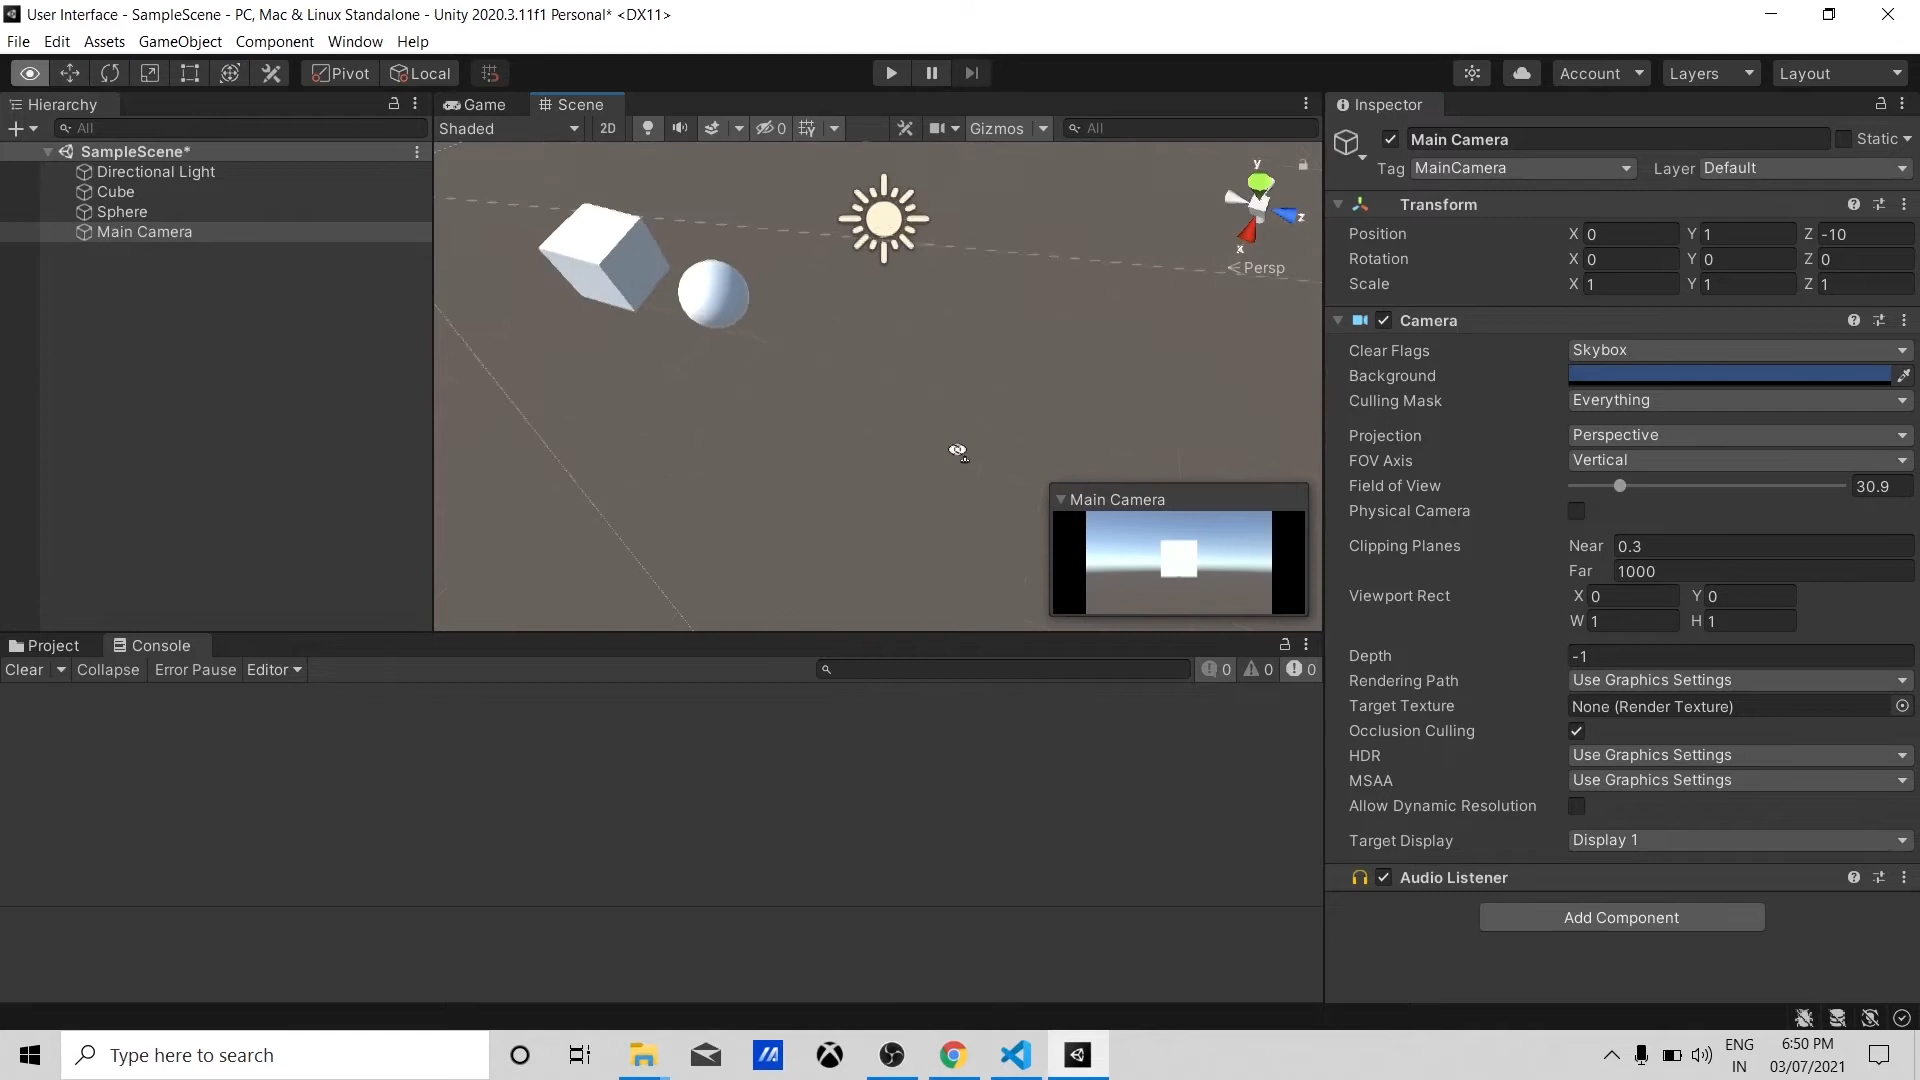 User Interface - SampleScene - PC, Mac & Linux Standalone - Unity 2020.3.11f1 Personal* <DX11>
File Edit Assets GameObject Component Window Help
Pivot Local Account Layers Layout
Hierarchy
All
SampleScene*
Directional Light
Cube
Sphere
Main Camera
Game Scene
Shaded 2D 0 Gizmos All
y
z
x
Persp
Main Camera
Inspector
Main Camera Static
Tag MainCamera Layer Default
Transform
Position X 0 Y 1 Z -10
Rotation X 0 Y 0 Z 0
Scale X 1 Y 1 Z 1
Camera
Clear Flags Skybox
Background
Culling Mask Everything
Projection Perspective
FOV Axis Vertical
Field of View 30.9
Physical Camera
Clipping Planes Near 0.3
Far 1000
Viewport Rect X 0 Y 0
W 1 H 1
Depth -1
Rendering Path Use Graphics Settings
Target Texture None (Render Texture)
Occlusion Culling
HDR Use Graphics Settings
MSAA Use Graphics Settings
Allow Dynamic Resolution
Target Display Display 1
Audio Listener
Add Component
Project Console
Clear Collapse Error Pause Editor 0 0 0
Type here to search
ENG
IN
6:50 PM
03/07/2021